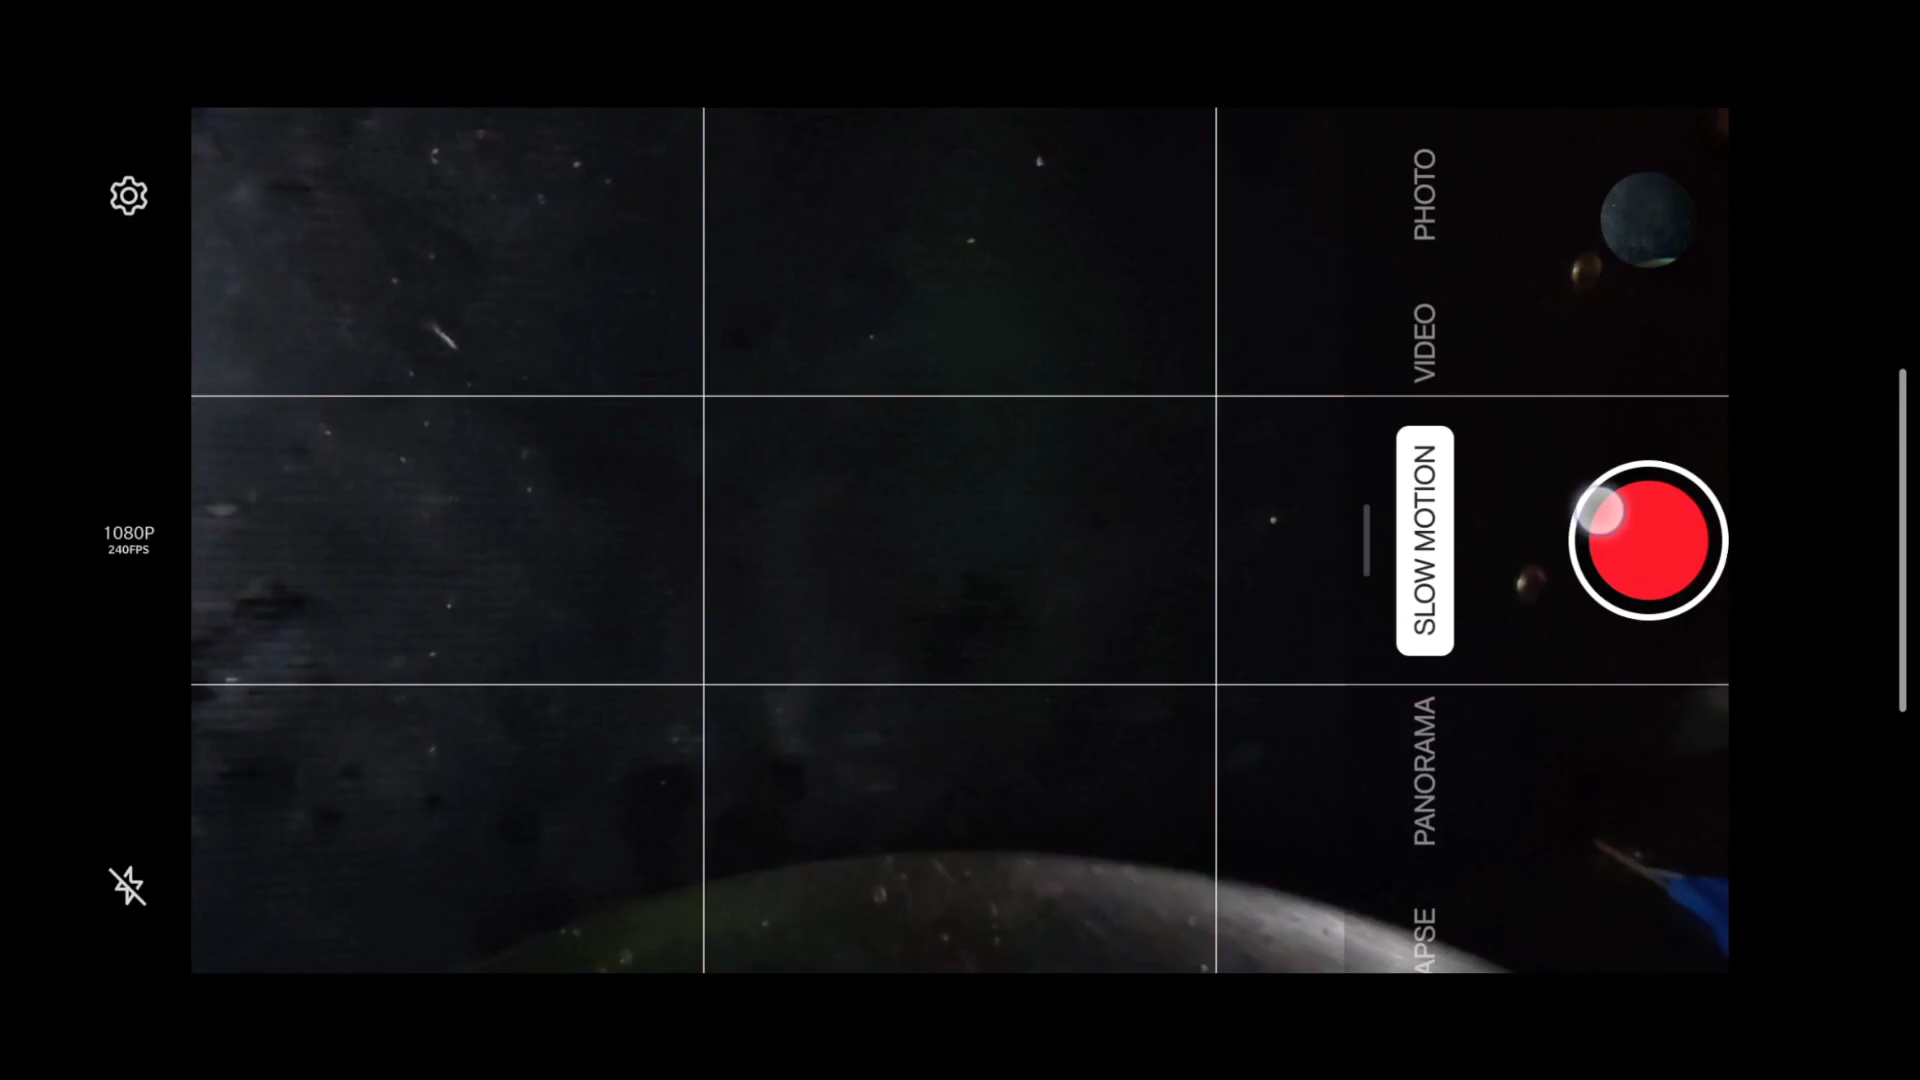 1080P
240FPS
PHOTO
VIDEO
SLOW MOTION
PANORAMA
APSE